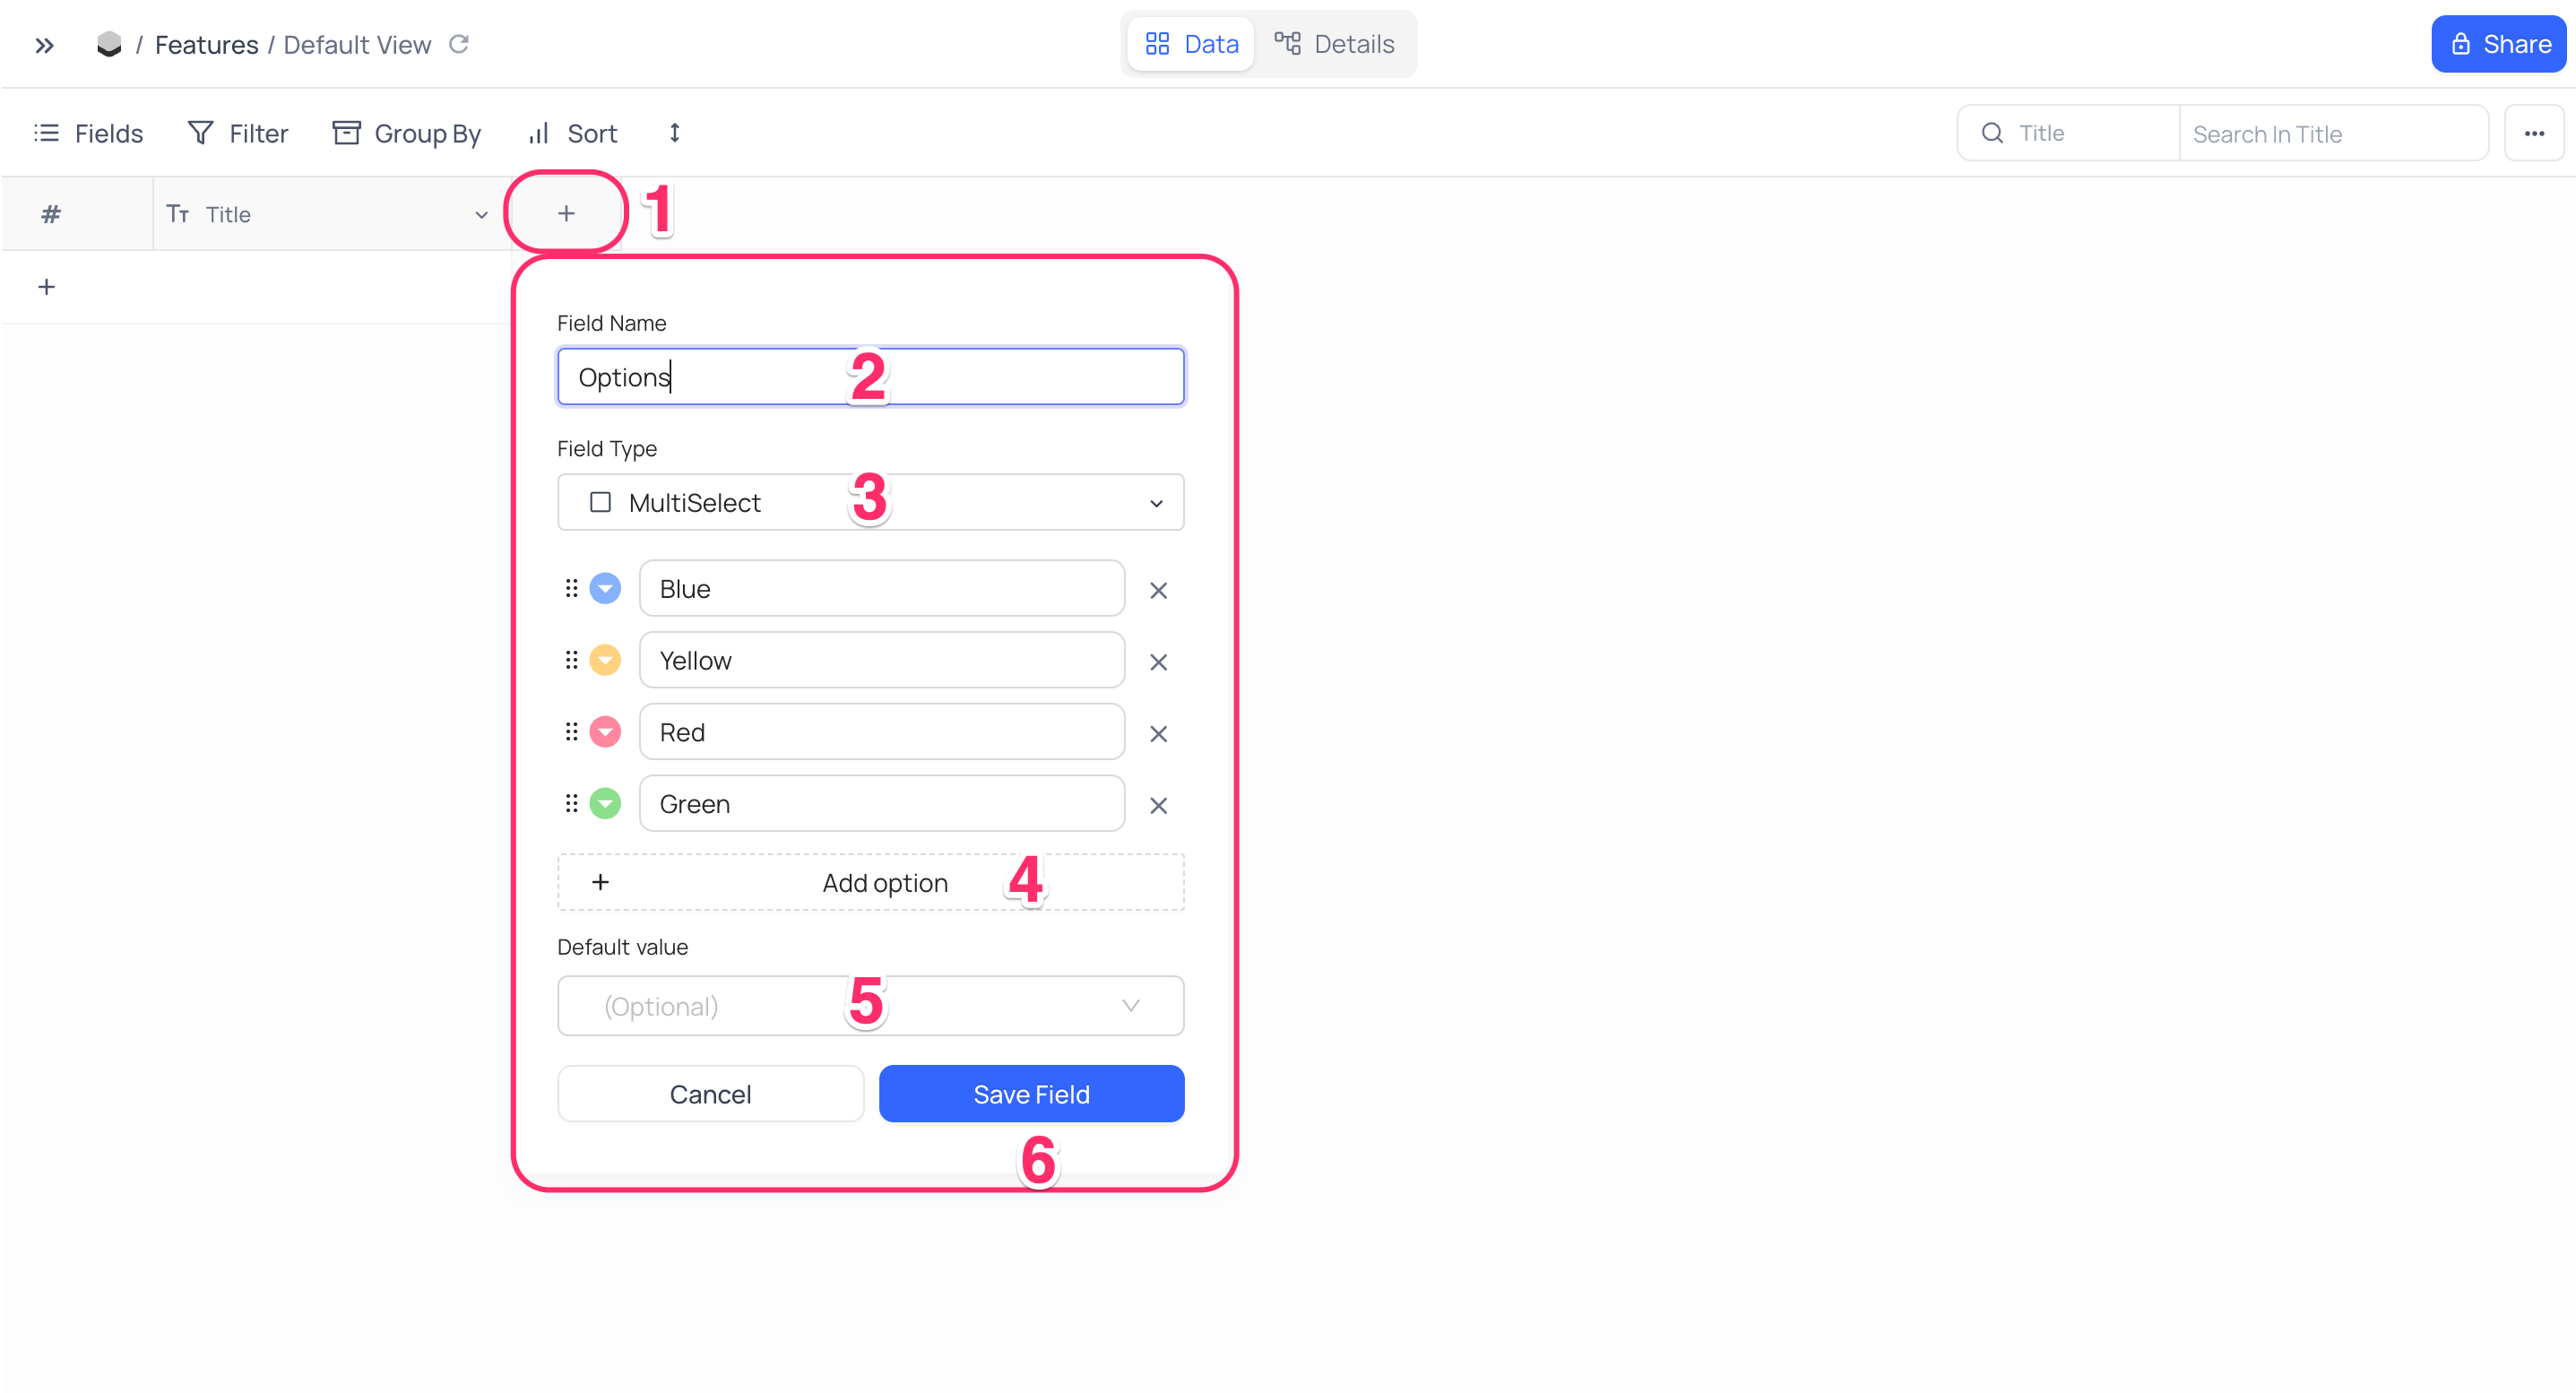 / Features / Default View
Data
Details
Share
Fields
Filter
Group By
Sort
Title
Search In Title
#
Title
+
1
+
Field Name
Options
2
Field Type
MultiSelect
3
Blue
Yellow
Red
Green
+ Add option
4
Default value
(Optional)
5
Cancel
Save Field
6